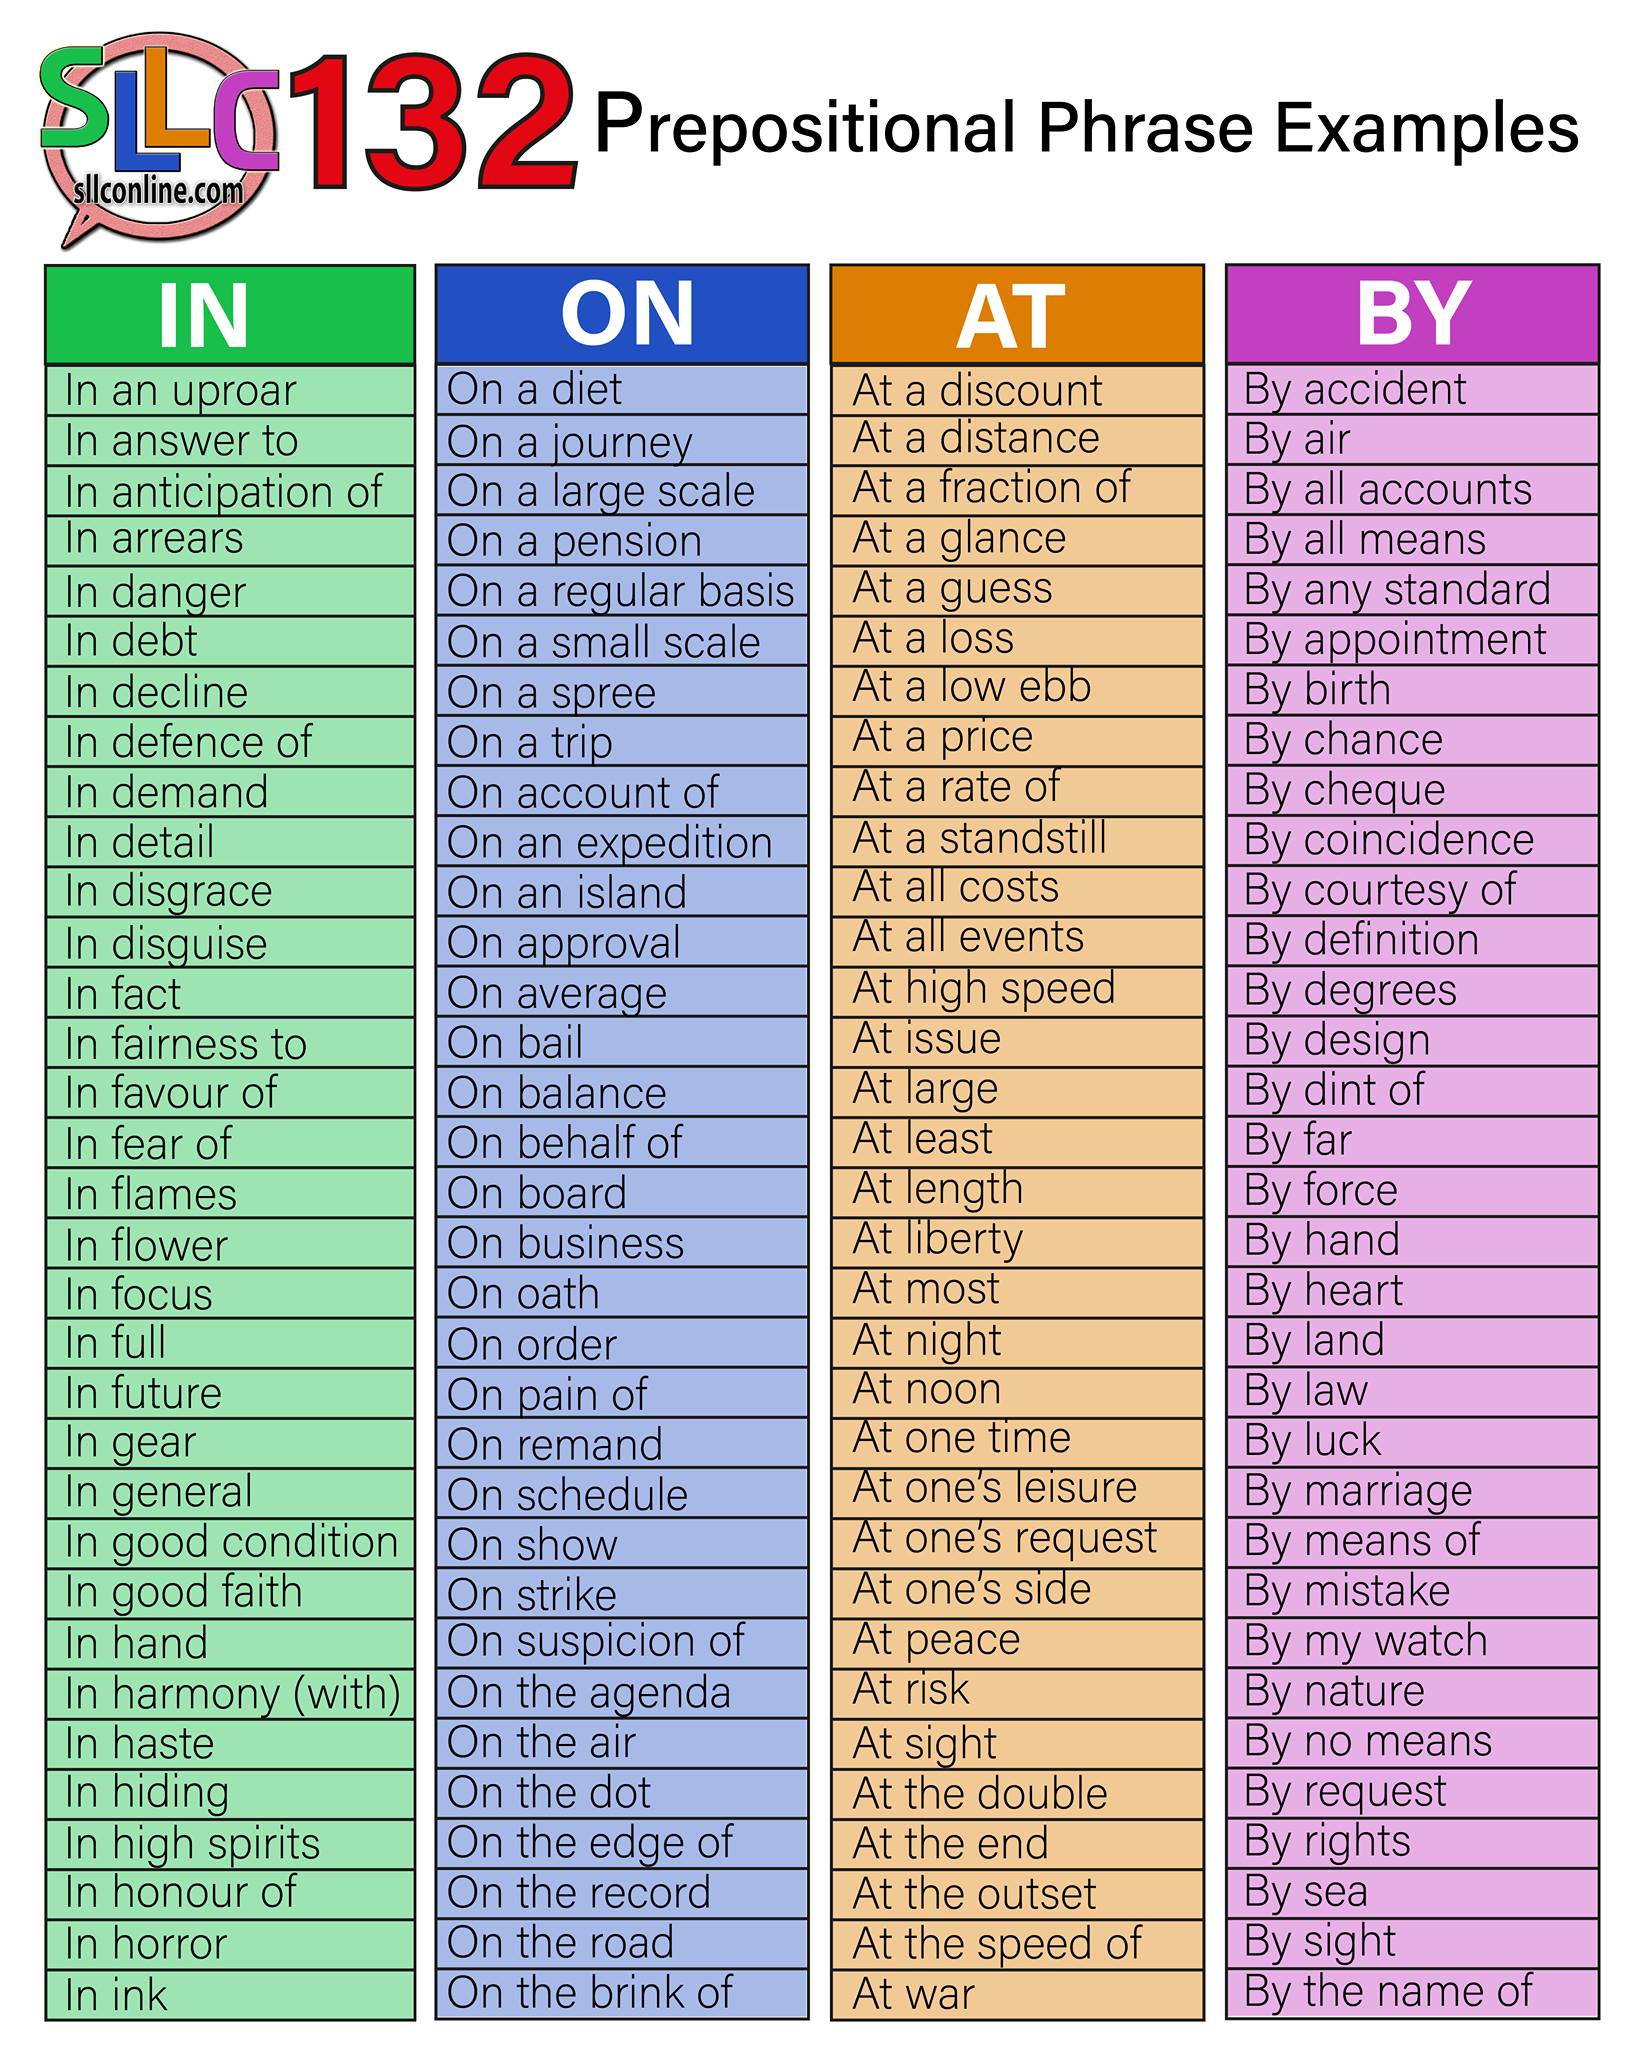 SLLC
sllconline.com
132 Prepositional Phrase Examples
IN
In an uproar
In answer to
In anticipation of
In arrears
In danger
In debt
In decline
In defence of
In demand
In detail
In disgrace
In disguise
In fact
In fairness to
In favour of
In fear of
In flames
In flower
In focus
In full
In future
In gear
In general
In good condition
In good faith
In hand
In harmony (with)
In haste
In hiding
In high spirits
In honour of
In horror
In ink
ON
On a diet
On a journey
On a large scale
On a pension
On a regular basis
On a small scale
On a spree
On a trip
On account of
On an expedition
On an island
On approval
On average
On bail
On balance
On behalf of
On board
On business
On oath
On order
On pain of
On remand
On schedule
On show
On strike
On suspicion of
On the agenda
On the air
On the dot
On the edge of
On the record
On the road
On the brink of
AT
At a discount
At a distance
At a fraction of
At a glance
At a guess
At a loss
At a low ebb
At a price
At a rate of
At a standstill
At all costs
At all events
At high speed
At issue
At large
At least
At length
At liberty
At most
At night
At noon
At one time
At one’s leisure
At one’s request
At one’s side
At peace
At risk
At sight
At the double
At the end
At the outset
At the speed of
At war
BY
By accident
By air
By all accounts
By all means
By any standard
By appointment
By birth
By chance
By cheque
By coincidence
By courtesy of
By definition
By degrees
By design
By dint of
By far
By force
By hand
By heart
By land
By law
By luck
By marriage
By means of
By mistake
By my watch
By nature
By no means
By request
By rights
By sea
By sight
By the name of